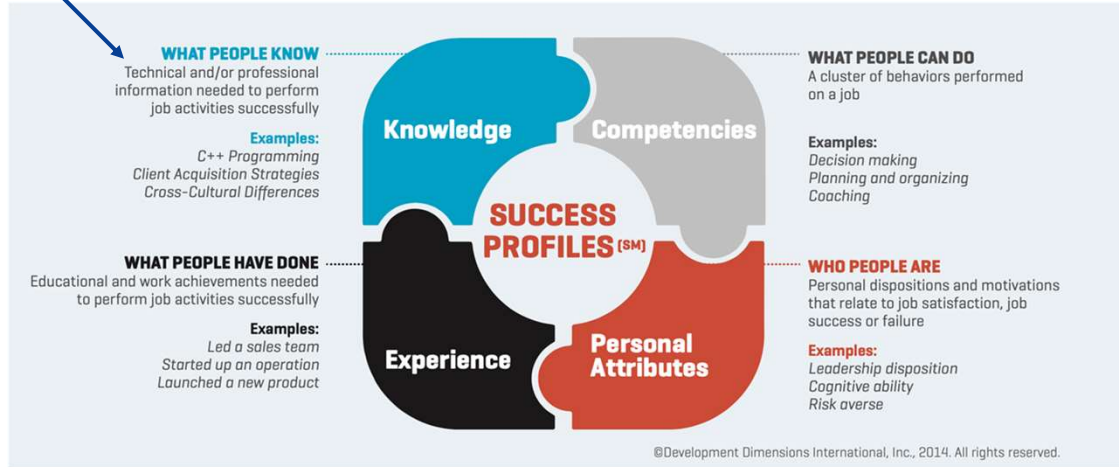 WHAT PEOPLE KNOW
Technical and/or professional
information needed to perform
job activities successfully
Examples:
C++ Programming
Client Acquisition Strategies
Cross-Cultural Differences
Knowledge
Competencies
WHAT PEOPLE CAN DO
A cluster of behaviors performed
on a job
Examples:
Decision making
Planning and organizing
Coaching
SUCCESS
PROFILES (SM)
WHAT PEOPLE HAVE DONE
Educational and work achievements needed
to perform job activities successfully
Examples:
Led a sales team
Started up an operation
Launched a new product
Experience
Personal
Attributes
WHO PEOPLE ARE
Personal dispositions and motivations
that relate to job satisfaction, job
success or failure
Examples:
Leadership disposition
Cognitive ability
Risk averse
©Development Dimensions International, Inc., 2014. All rights reserved.